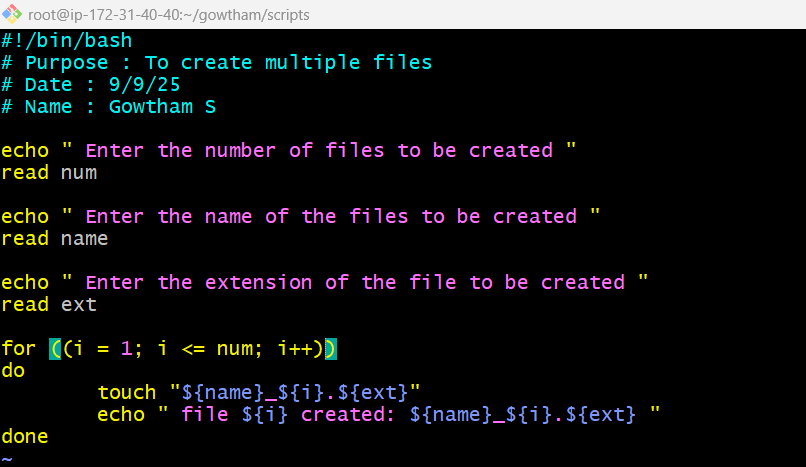 root@ip-172-31-40-40:~/gowtham/scripts
#!/bin/bash
# Purpose : To create multiple files
# Date : 9/9/25
# Name : Gowtham S

echo " Enter the number of files to be created "
read num

echo " Enter the name of the files to be created "
read name

echo " Enter the extension of the file to be created "
read ext

for ((i = 1; i <= num; i++))
do
        touch "${name}_${i}.${ext}"
        echo " file ${i} created: ${name}_${i}.${ext} "
done
~